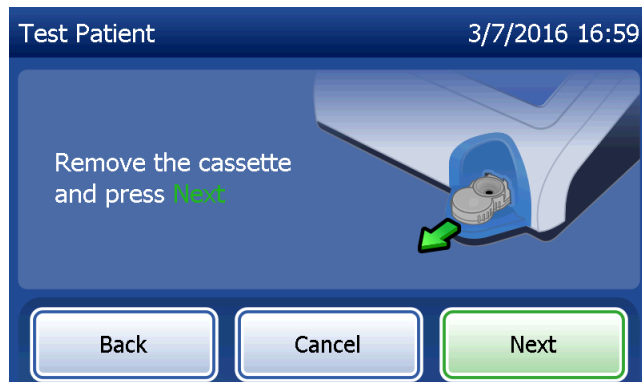 Test Patient 3/7/2016 16:59
Remove the cassette
and press Next
Back Cancel Next